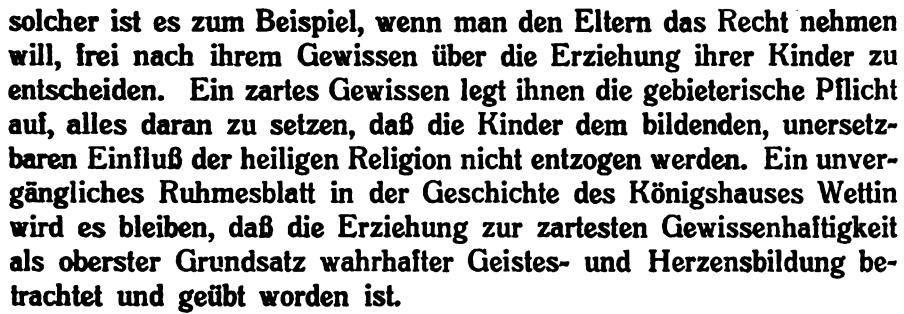 solcher ist es zum Beispiel, wenn man den Eltern das Recht nehmen
will, frei nach ihrem Gewissen über die Erziehung ihrer Kinder zu
entscheiden. Ein zartes Gewissen legt ihnen die gebieterische Pflicht
auf, alles daran zu setzen, daß die Kinder dem bildenden, unersetz-
baren Einfluß der heiligen Religion nicht entzogen werden. Ein unver-
gängliches Ruhmesblatt in der Geschichte des Königshauses Wettin
wird es bleiben, daß die Erziehung zur zartesten Gewissenhaftigkeit
als oberster Grundsatz wahrhafter Geistes- und Herzensbildung be-
trachtet und geübt worden ist.